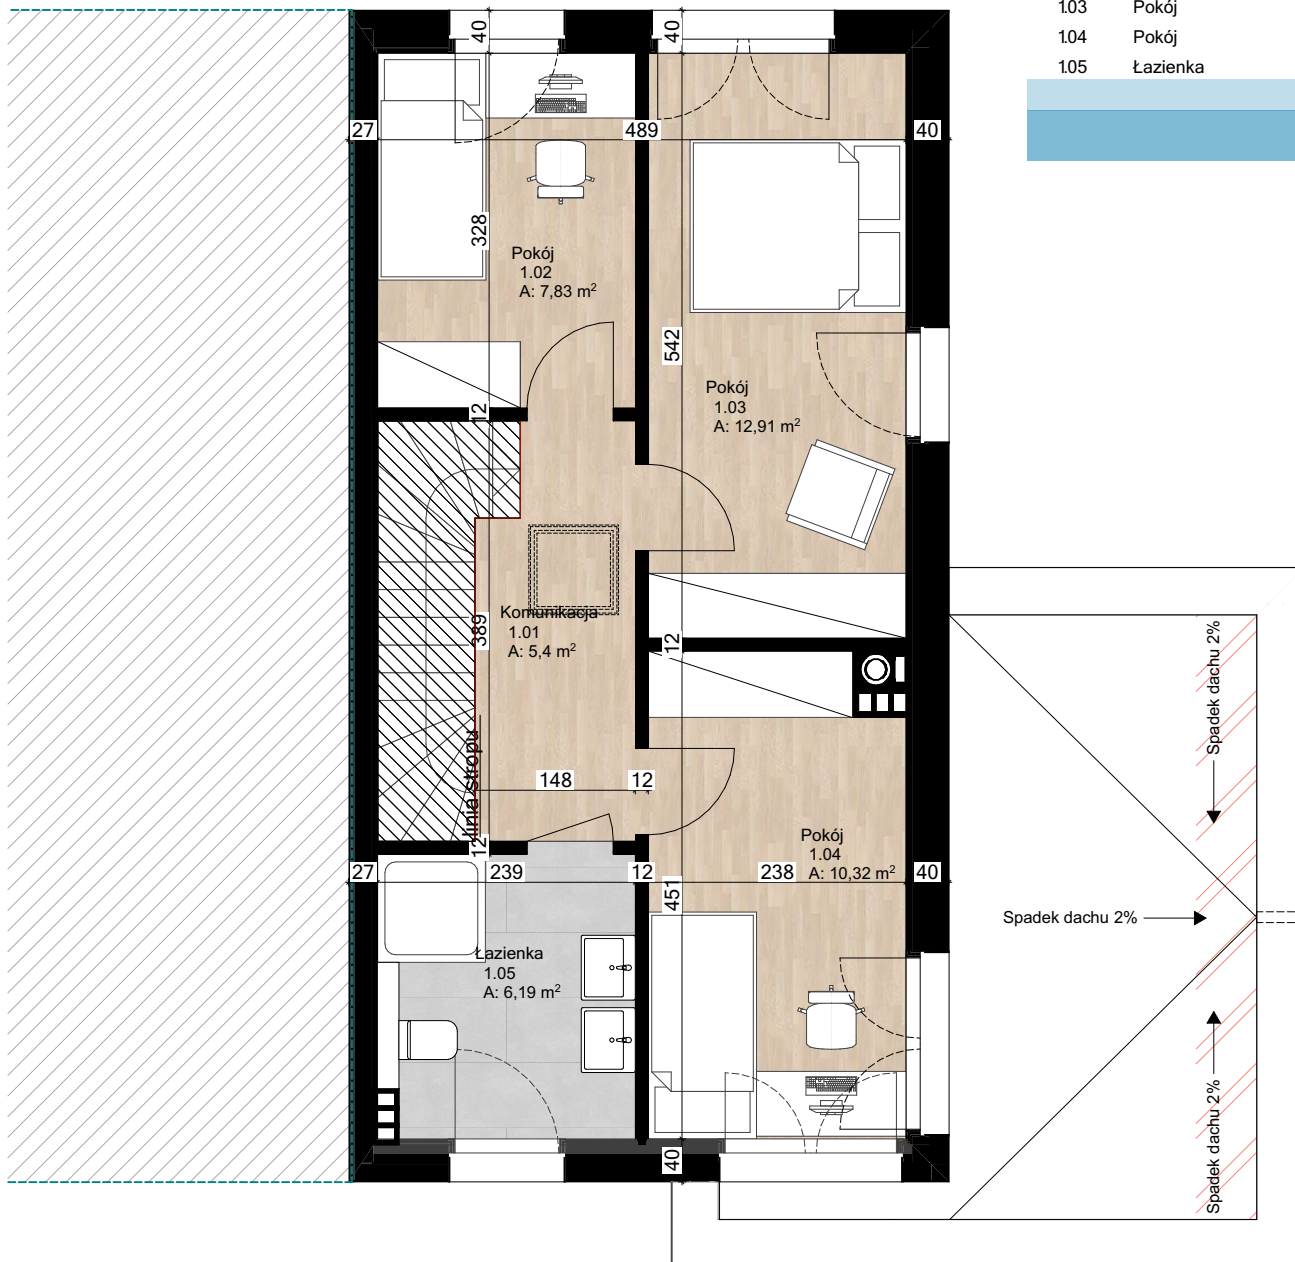 1.03 Pokój
1.04 Pokój
1.05 Łazienka
40
40
27
489
40
328
Pokój
1.02
A: 7,83 m²
542
Pokój
1.03
A: 12,91 m²
12
Komunikacja
1.01
A: 5,4 m²
389
12
Spadek dachu 2%
linia stropu
148
12
12
Pokój
1.04
A: 10,32 m²
27
239
12
238
40
451
Spadek dachu 2%
Łazienka
1.05
A: 6,19 m²
Spadek dachu 2%
40